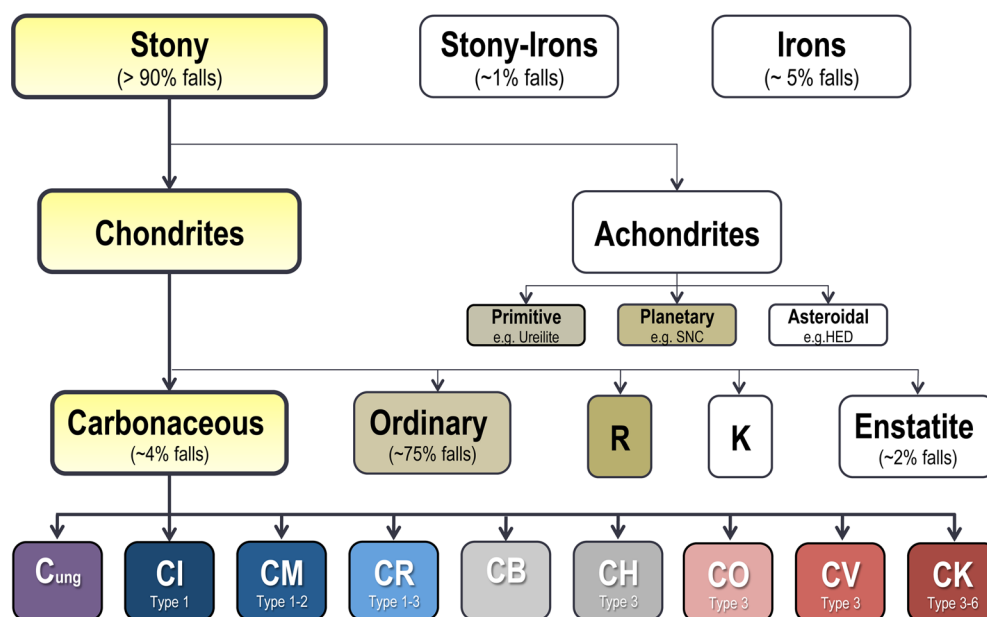 Stony
(> 90% falls)
Stony-Irons
(~1% falls)
Irons
(~ 5% falls)
Chondrites
Achondrites
Primitive
e.g. Ureilite
Planetary
e.g. SNC
Asteroidal
e.g.HED
Carbonaceous
(~4% falls)
Ordinary
(~75% falls)
R
K
Enstatite
(~2% falls)
Cung
CI
Type 1
CM
Type 1-2
CR
Type 1-3
CB
CH
Type 3
CO
Type 3
CV
Type 3
CK
Type 3-6